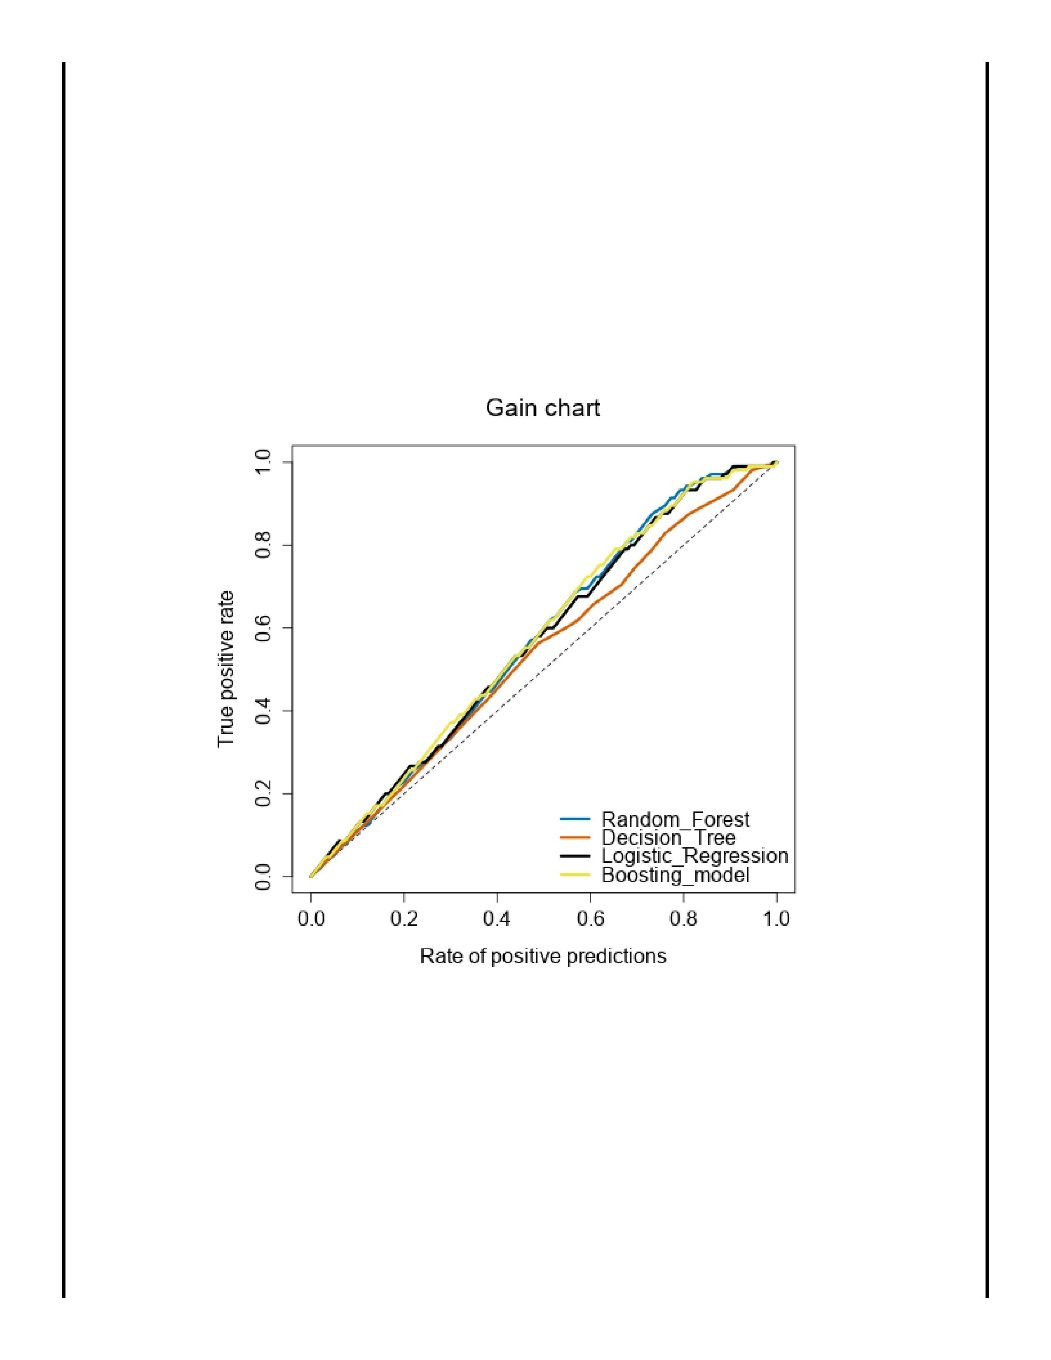 Gain chart
1.0
0.8
0.6
0.4
0.2
0.0
True positive rate
Random_Forest
Decision_Tree
Logistic_Regression
Boosting_model
0.0 0.2 0.4 0.6 0.8 1.0
Rate of positive predictions